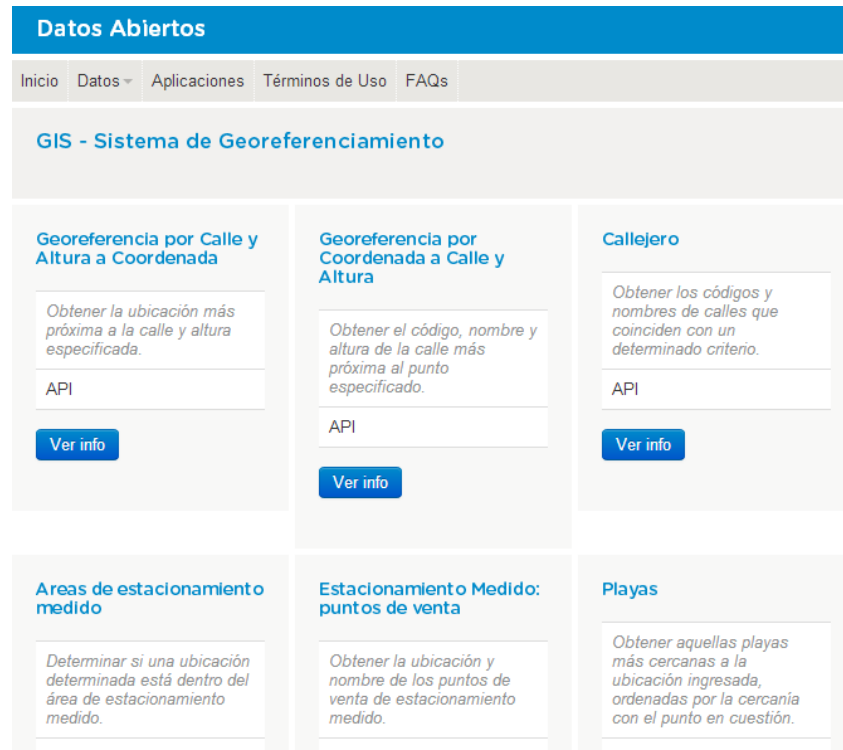 Datos Abiertos
Inicio Datos Aplicaciones Términos de Uso FAQs
GIS - Sistema de Georeferenciamiento
Georeferencia por Calle y
Altura a Coordenada
Obtener la ubicación más
próxima a la calle y altura
especificada.
API
Ver info
Georeferencia por
Coordenada a Calle y
Altura
Obtener el código, nombre y
altura de la calle más
próxima al punto
especificado.
API
Ver info
Callejero
Obtener los códigos y
nombres de calles que
coinciden con un
determinado criterio.
API
Ver info
Areas de estacionamiento
medido
Determinar si una ubicación
determinada está dentro del
área de estacionamiento
medido.
Estacionamiento Medido:
puntos de venta
Obtener la ubicación y
nombre de los puntos de
venta de estacionamiento
medido.
Playas
Obtener aquellas playas
más cercanas a la
ubicación ingresada,
ordenadas por la cercanía
con el punto en cuestión.